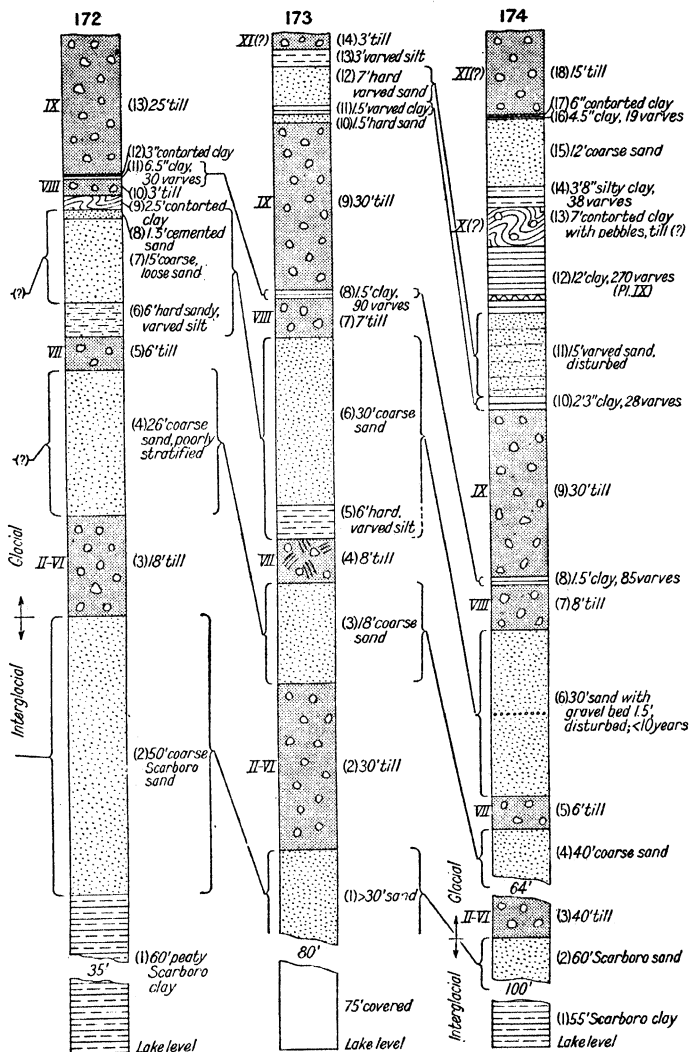 172
IX
(13) 25' till
(12) 3" contorted clay
(11) 6.5" clay,
30 varves
VIII
(10) 3' till
(9) 2.5' contorted
clay
(8) 1.3' cemented
sand
(7) 15' coarse,
loose sand
(?)
(6) 6' hard sandy,
varved silt
VII
(5) 6' till
(4) 26' coarse
sand, poorly
stratified
(?)
Glacial
II-VI
(3) 18' till
Interglacial
(2) 50' coarse
Scarboro
sand
(1) 60' peaty
Scarboro
clay
35'
Lake level
173
XI(?)
(14) 3' till
(13) 3' varved silt
(12) 7' hard
varved sand
(11) 1.5' varved clay
(10) 1.5' hard sand
IX
(9) 30' till
(8) 1.5' clay,
90 varves
VIII
(7) 7' till
(6) 30' coarse
sand
(5) 6' hard,
varved silt
VII
(4) 8' till
(3) 18' coarse
sand
II-VI
(2) 30' till
(1) >30' sand
80'
75' covered
Lake level
174
XII(?)
(18) 15' till
(17) 6" contorted clay
(16) 4.5" clay, 19 varves
(15) 12' coarse sand
(14) 3'8" silty clay,
38 varves
X(?)
(13) 7' contorted clay
with pebbles, till (?)
(12) 12' clay, 270 varves
(Pl. IX)
(11) 15' varved sand,
disturbed
(10) 2'3" clay, 28 varves
IX
(9) 30' till
(8) 1.5' clay, 85 varves
VIII
(7) 8' till
(6) 30' sand with
gravel bed 1.5'
disturbed; <10 years
VII
(5) 6' till
(4) 40' coarse sand
64'
Glacial
II-VI
(3) 40' till
Interglacial
(2) 60' Scarboro sand
100'
(1) 55' Scarboro clay
Lake level